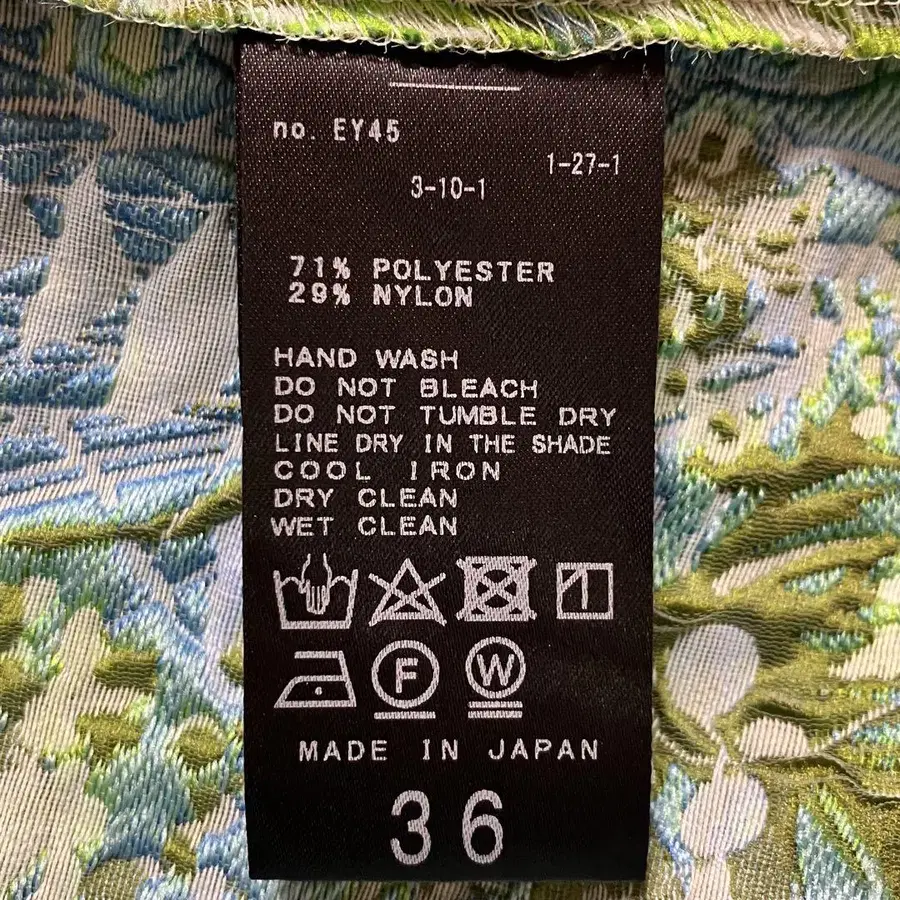 no. EY45
1-27-1
3-10-1
71% POLYESTER
29% NYLON
HAND WASH
DO NOT BLEACH
DO NOT TUMBLE DRY
LINE DRY IN THE SHADE
COOL IRON
DRY CLEAN
WET CLEAN
F W
MADE IN JAPAN
36